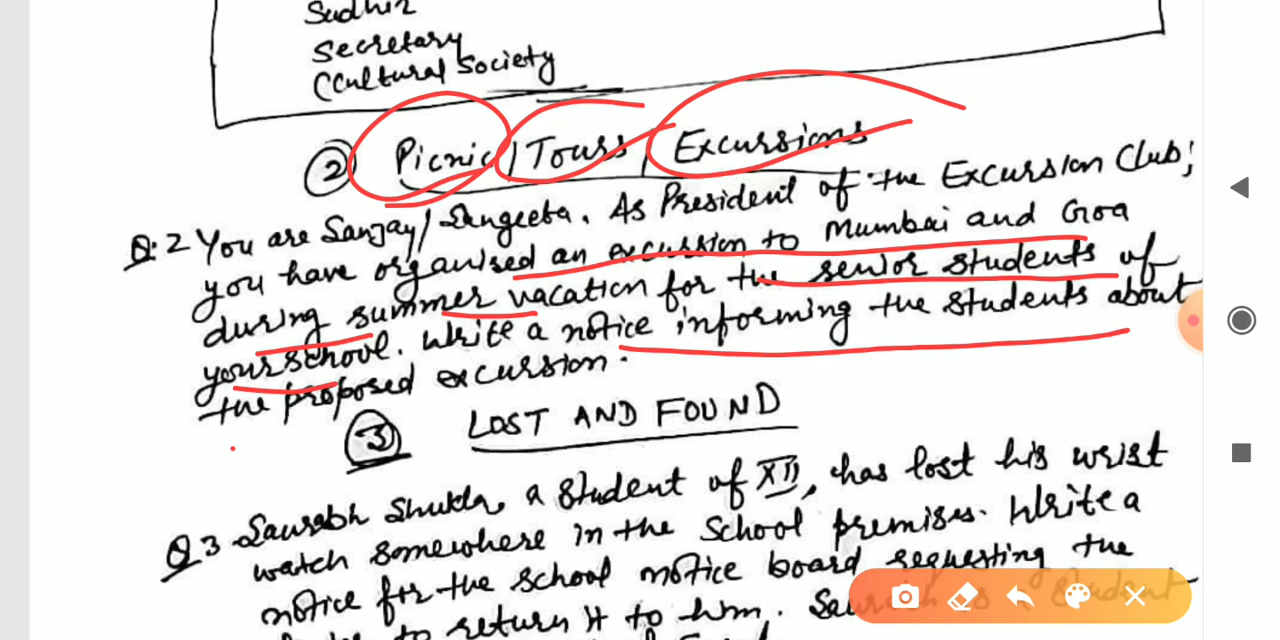 Sudhir
Secretary
(Cultural Society
② Picnic / Tours / Excursions
Q.2 You are Sanjay/ Sangeeta. As President of the Excursion Club;
you have organised an excussion to Mumbai and Goa
during summer vacation for the senior students of
your school. Write a notice informing the students about
the proposed excursion.
③ LOST AND FOUND
Q 3 Saurabh Shukla, a student of XII, has lost his wrist
watch somewhere in the school premises. Write a
notice for the school notice board requesting the
to return it to him.